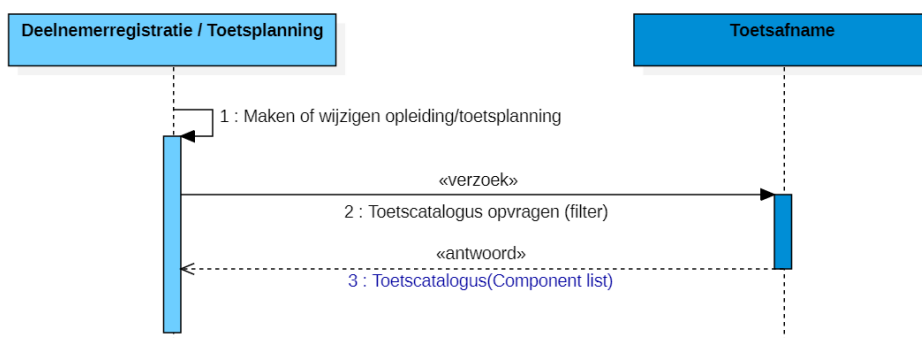 Deelnemerregistratie / Toetsplanning
Toetsafname
1 : Maken of wijzigen opleiding/toetsplanning
«verzoek»
2 : Toetscatalogus opvragen (filter)
«antwoord»
3 : Toetscatalogus(Component list)